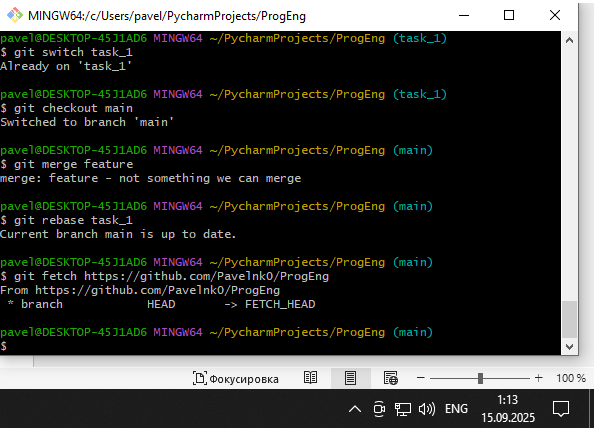 MINGW64:/c/Users/pavel/PycharmProjects/ProgEng
pavel@DESKTOP-45J1AD6 MINGW64 ~/PycharmProjects/ProgEng (task_1)
$ git switch task_1
Already on 'task_1'
pavel@DESKTOP-45J1AD6 MINGW64 ~/PycharmProjects/ProgEng (task_1)
$ git checkout main
Switched to branch 'main'
pavel@DESKTOP-45J1AD6 MINGW64 ~/PycharmProjects/ProgEng (main)
$ git merge feature
merge: feature - not something we can merge
pavel@DESKTOP-45J1AD6 MINGW64 ~/PycharmProjects/ProgEng (main)
$ git rebase task_1
Current branch main is up to date.
pavel@DESKTOP-45J1AD6 MINGW64 ~/PycharmProjects/ProgEng (main)
$ git fetch https://github.com/Pavelnk0/ProgEng
From https://github.com/Pavelnk0/ProgEng
 * branch            HEAD       -> FETCH_HEAD
pavel@DESKTOP-45J1AD6 MINGW64 ~/PycharmProjects/ProgEng (main)
$
Фокусировка 100 %
ENG 1:13
15.09.2025